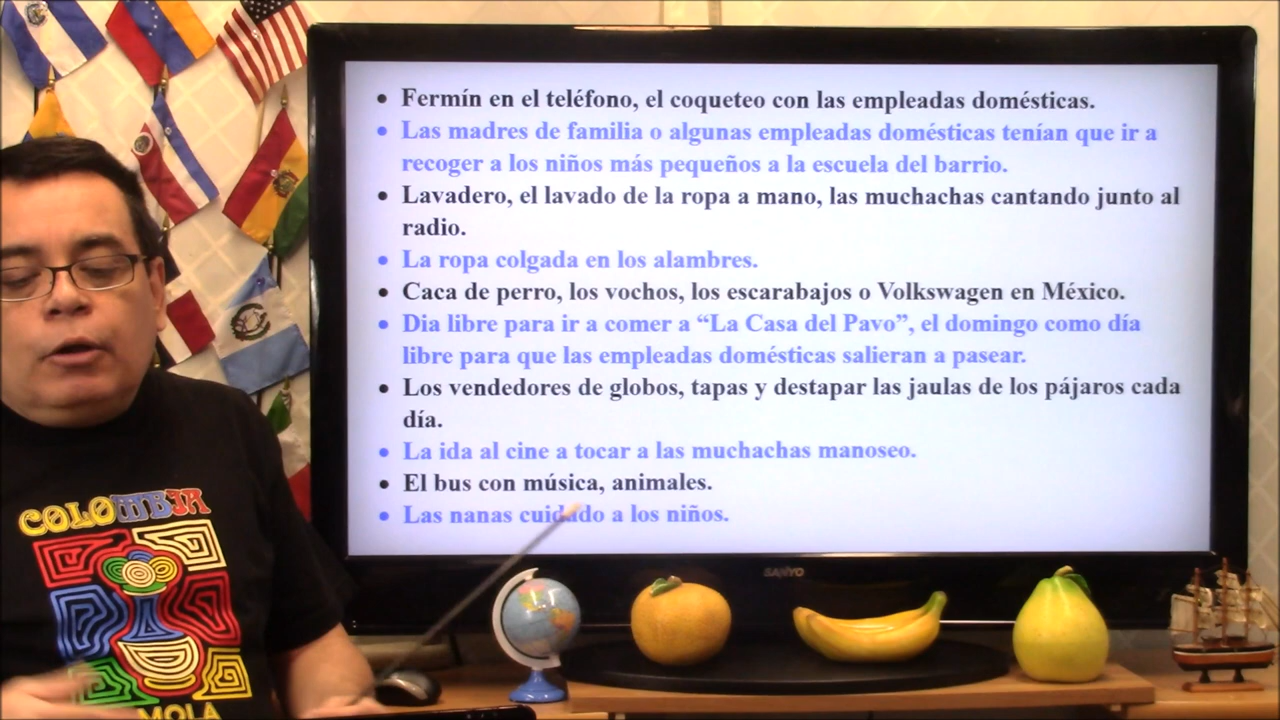 • Fermín en el teléfono, el coqueteo con las empleadas domésticas.
• Las madres de familia o algunas empleadas domésticas tenían que ir a
recoger a los niños más pequeños a la escuela del barrio.
• Lavadero, el lavado de la ropa a mano, las muchachas cantando junto al
radio.
• La ropa colgada en los alambres.
• Caca de perro, los vochos, los escarabajos o Volkswagen en México.
• Dia libre para ir a comer a “La Casa del Pavo”, el domingo como día
libre para que las empleadas domésticas salieran a pasear.
• Los vendedores de globos, tapas y destapar las jaulas de los pájaros cada
día.
• La ida al cine a tocar a las muchachas manoseo.
• El bus con música, animales.
• Las nanas cuidado a los niños.
SANYO
COLOMBIA
MOLA